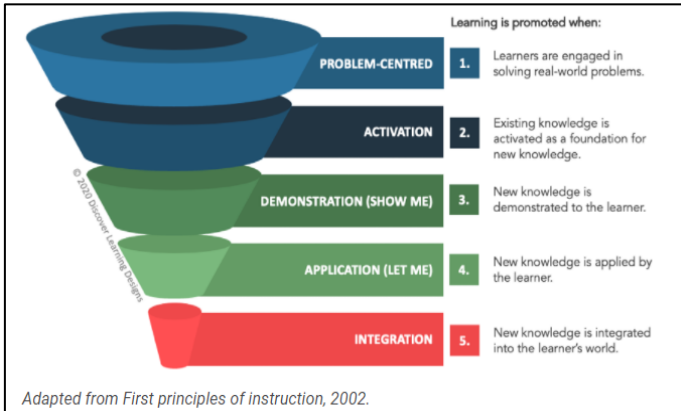 Learning is promoted when:
PROBLEM-CENTRED
1.
Learners are engaged in
solving real-world problems.
ACTIVATION
2.
Existing knowledge is
activated as a foundation for
new knowledge.
DEMONSTRATION (SHOW ME)
3.
New knowledge is
demonstrated to the learner.
APPLICATION (LET ME)
4.
New knowledge is applied by
the learner.
INTEGRATION
5.
New knowledge is integrated
into the learner's world.
© 2020 Discover Learning Designs
Adapted from First principles of instruction, 2002.